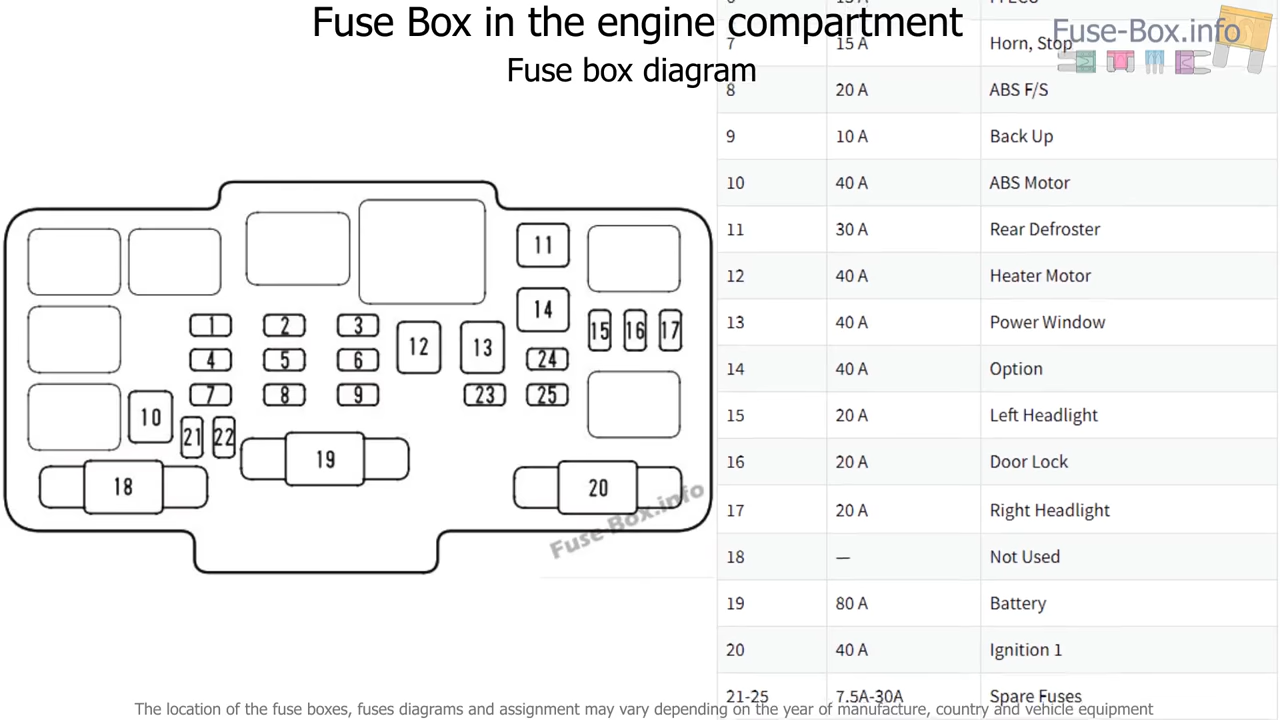 Fuse Box in the engine compartment
Fuse box diagram
Fuse-Box.info
7 15 A Horn, Stop
8 20 A ABS F/S
9 10 A Back Up
10 40 A ABS Motor
11 30 A Rear Defroster
12 40 A Heater Motor
13 40 A Power Window
14 40 A Option
15 20 A Left Headlight
16 20 A Door Lock
17 20 A Right Headlight
18 — Not Used
19 80 A Battery
20 40 A Ignition 1
21-25 7.5A-30A Spare Fuses
11
14
1 2 3
15 16 17
12 13
4 5 6 24
7 8 9 23 25
10
21 22
19
18
20
Fuse-Box.info
The location of the fuse boxes, fuses diagrams and assignment may vary depending on the year of manufacture, country and vehicle equipment